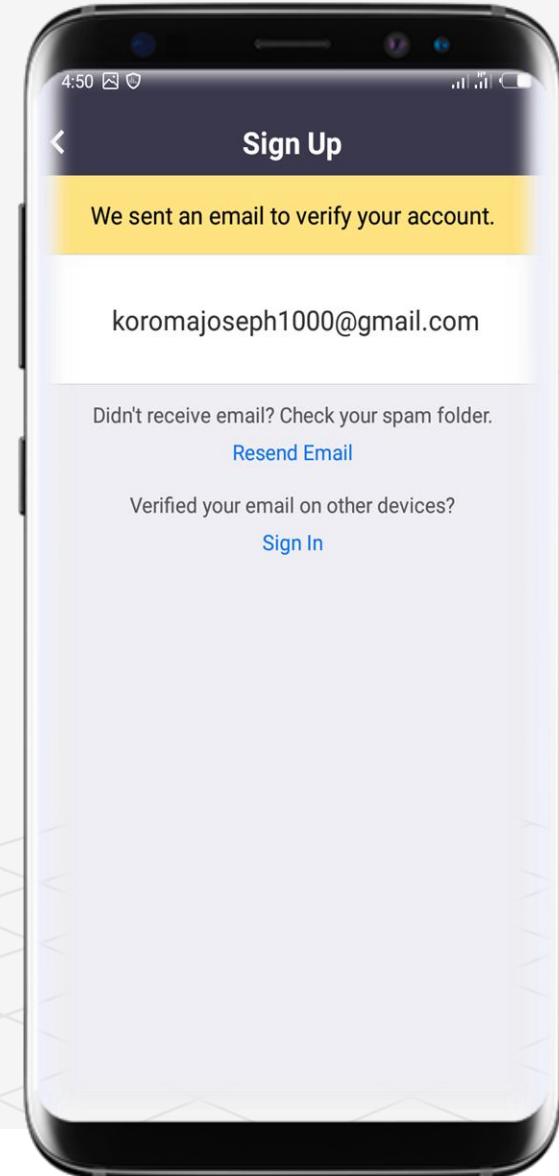 4:50
Sign Up
We sent an email to verify your account.
koromajoseph1000@gmail.com
Didn't receive email? Check your spam folder.
Resend Email
Verified your email on other devices?
Sign In